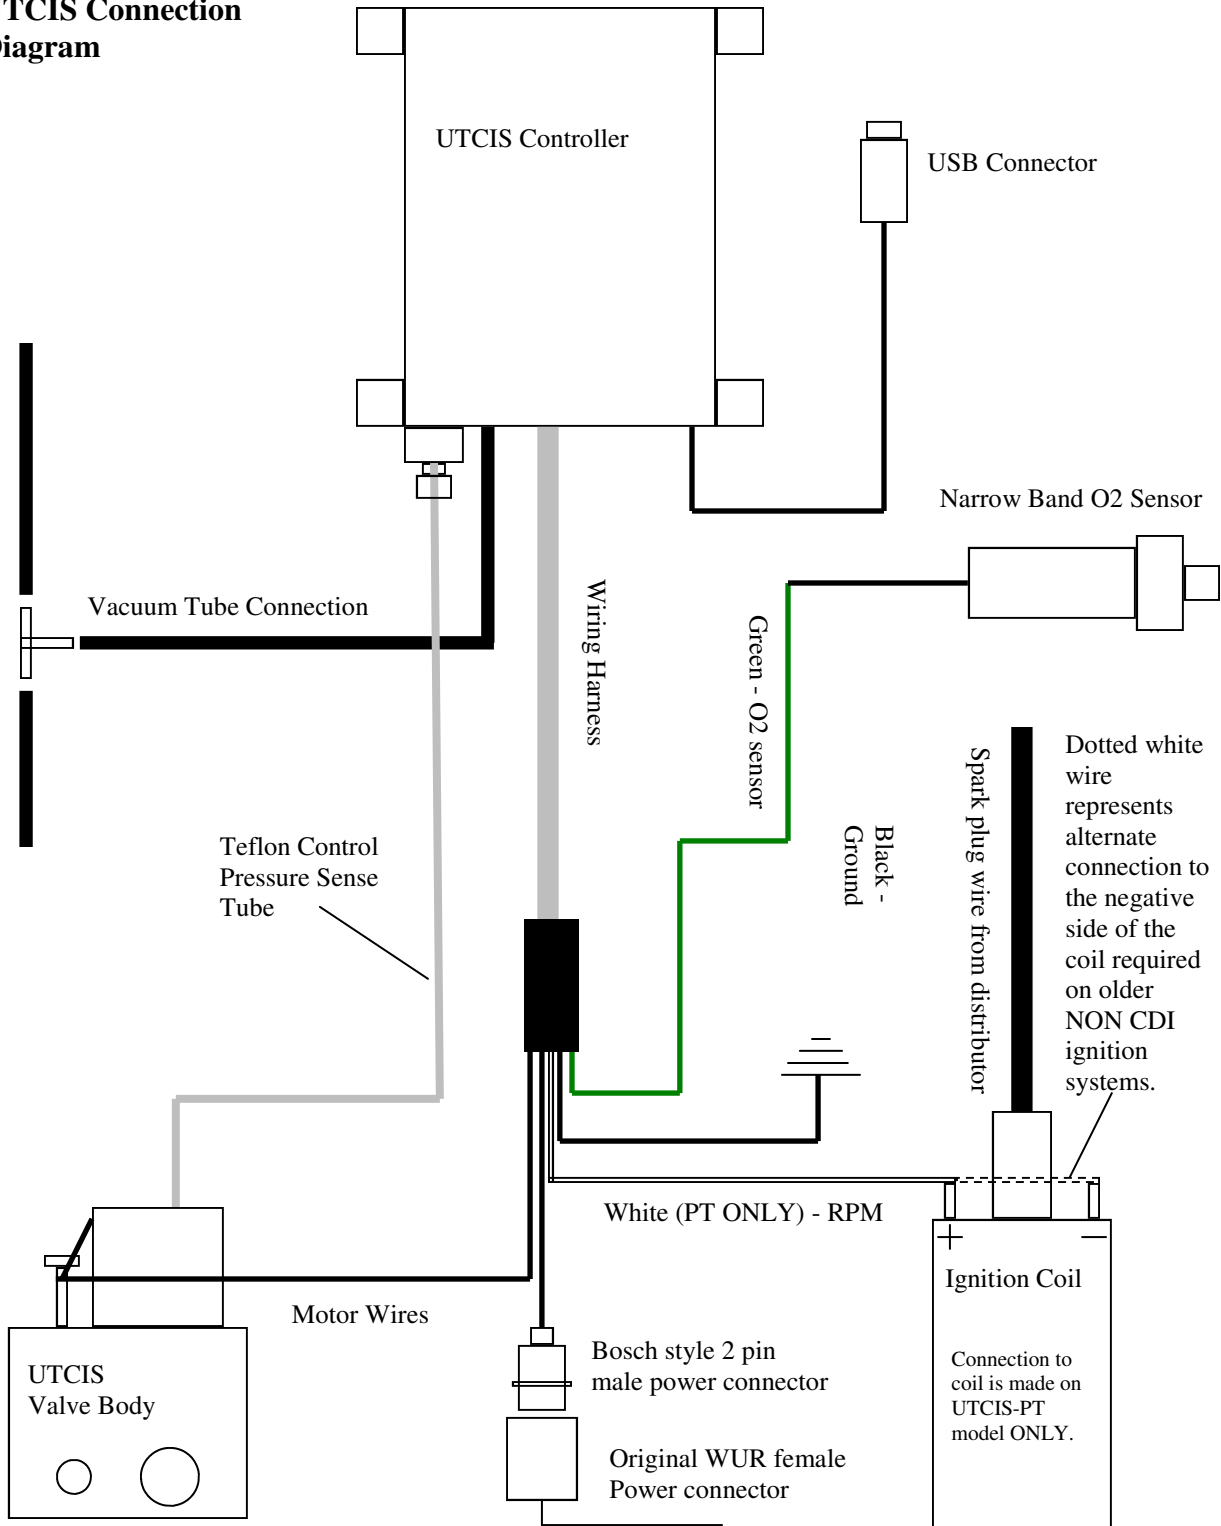 TCIS Connection
iagram
UTCIS Controller
USB Connector
Narrow Band O2 Sensor
Vacuum Tube Connection
Wiring Harness
Green - O2 sensor
Black -
Ground
Spark plug wire from distributor
Dotted white
wire
represents
alternate
connection to
the negative
side of the
coil required
on older
NON CDI
ignition
systems.
Teflon Control
Pressure Sense
Tube
White (PT ONLY) - RPM
Ignition Coil
Connection to
coil is made on
UTCIS-PT
model ONLY.
Motor Wires
UTCIS
Valve Body
Bosch style 2 pin
male power connector
Original WUR female
Power connector